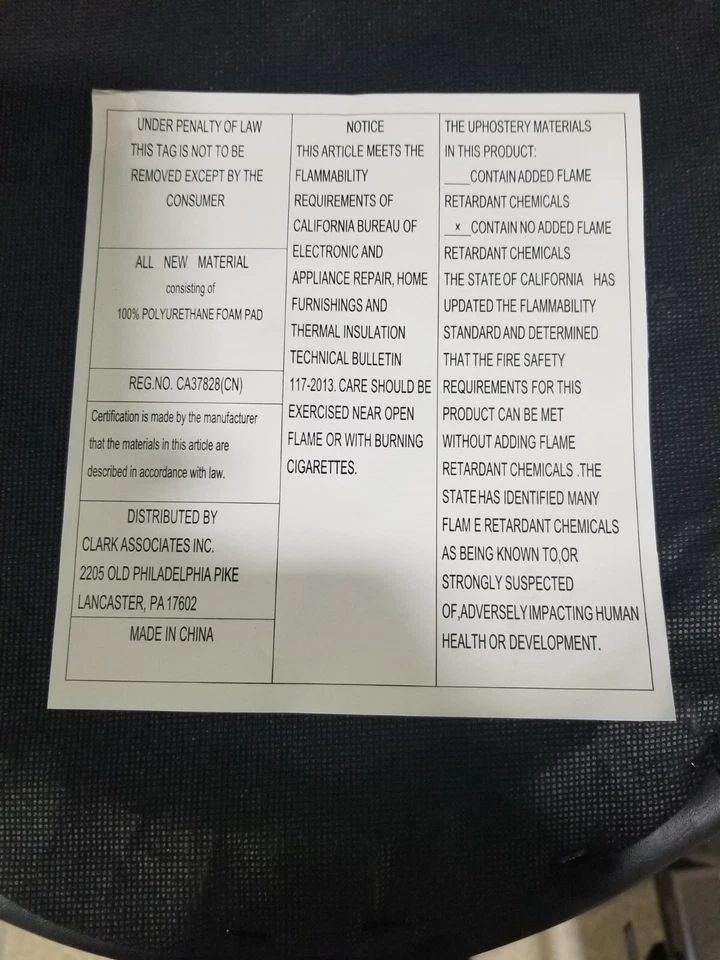 UNDER PENALTY OF LAW
THIS TAG IS NOT TO BE
REMOVED EXCEPT BY THE
CONSUMER
ALL NEW MATERIAL
consisting of
100% POLYURETHANE FOAM PAD
REG.NO. CA37828(CN)
Certification is made by the manufacturer
that the materials in this article are
described in accordance with law.
DISTRIBUTED BY
CLARK ASSOCIATES INC.
2205 OLD PHILADELPHIA PIKE
LANCASTER, PA 17602
MADE IN CHINA
NOTICE
THIS ARTICLE MEETS THE
FLAMMABILITY
REQUIREMENTS OF
CALIFORNIA BUREAU OF
ELECTRONIC AND
APPLIANCE REPAIR, HOME
FURNISHINGS AND
THERMAL INSULATION
TECHNICAL BULLETIN
117-2013. CARE SHOULD BE
EXERCISED NEAR OPEN
FLAME OR WITH BURNING
CIGARETTES.
THE UPHOSTERY MATERIALS
IN THIS PRODUCT:
____CONTAIN ADDED FLAME
RETARDANT CHEMICALS
__x__CONTAIN NO ADDED FLAME
RETARDANT CHEMICALS
THE STATE OF CALIFORNIA HAS
UPDATED THE FLAMMABILITY
STANDARD AND DETERMINED
THAT THE FIRE SAFETY
REQUIREMENTS FOR THIS
PRODUCT CAN BE MET
WITHOUT ADDING FLAME
RETARDANT CHEMICALS .THE
STATE HAS IDENTIFIED MANY
FLAM E RETARDANT CHEMICALS
AS BEING KNOWN TO,OR
STRONGLY SUSPECTED
OF,ADVERSELY IMPACTING HUMAN
HEALTH OR DEVELOPMENT.